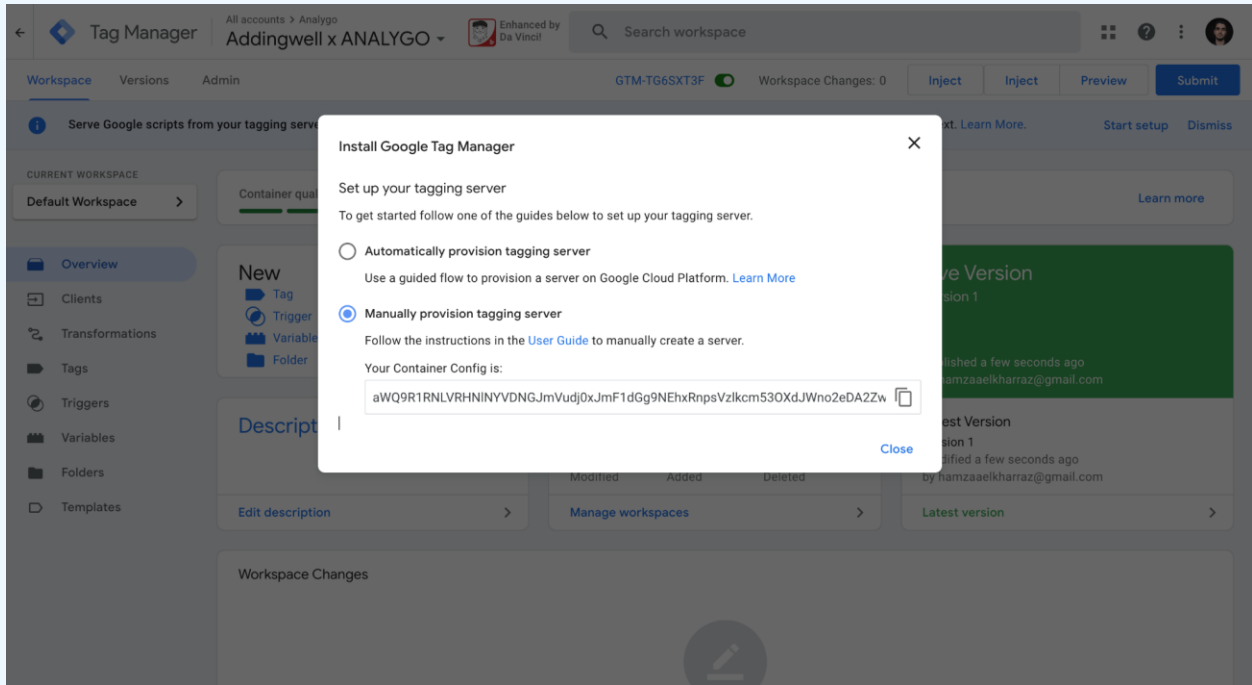 All accounts > Analygo
Tag Manager
Addingwell x ANALYGO
Enhanced by
Da Vinci!
Search workspace
Workspace Versions Admin
GTM-TG6SXT3F
Workspace Changes: 0
Inject
Inject
Preview
Submit
Serve Google scripts from your tagging serve
xt. Learn More.
Start setup
Dismiss
CURRENT WORKSPACE
Default Workspace
Container qual
Learn more
Overview
Clients
Transformations
Tags
Triggers
Variables
Folders
Templates
New
Tag
Trigger
Variable
Folder
Descript
Edit description
Install Google Tag Manager
Set up your tagging server
To get started follow one of the guides below to set up your tagging server.
Automatically provision tagging server
Use a guided flow to provision a server on Google Cloud Platform. Learn More
Manually provision tagging server
Follow the instructions in the User Guide to manually create a server.
Your Container Config is:
Close
Modified Added Deleted
Manage workspaces
ve Version
sion 1
lished a few seconds ago
hamzaaelkharraz@gmail.com
est Version
sion 1
dified a few seconds ago
by hamzaaelkharraz@gmail.com
Latest version
Workspace Changes